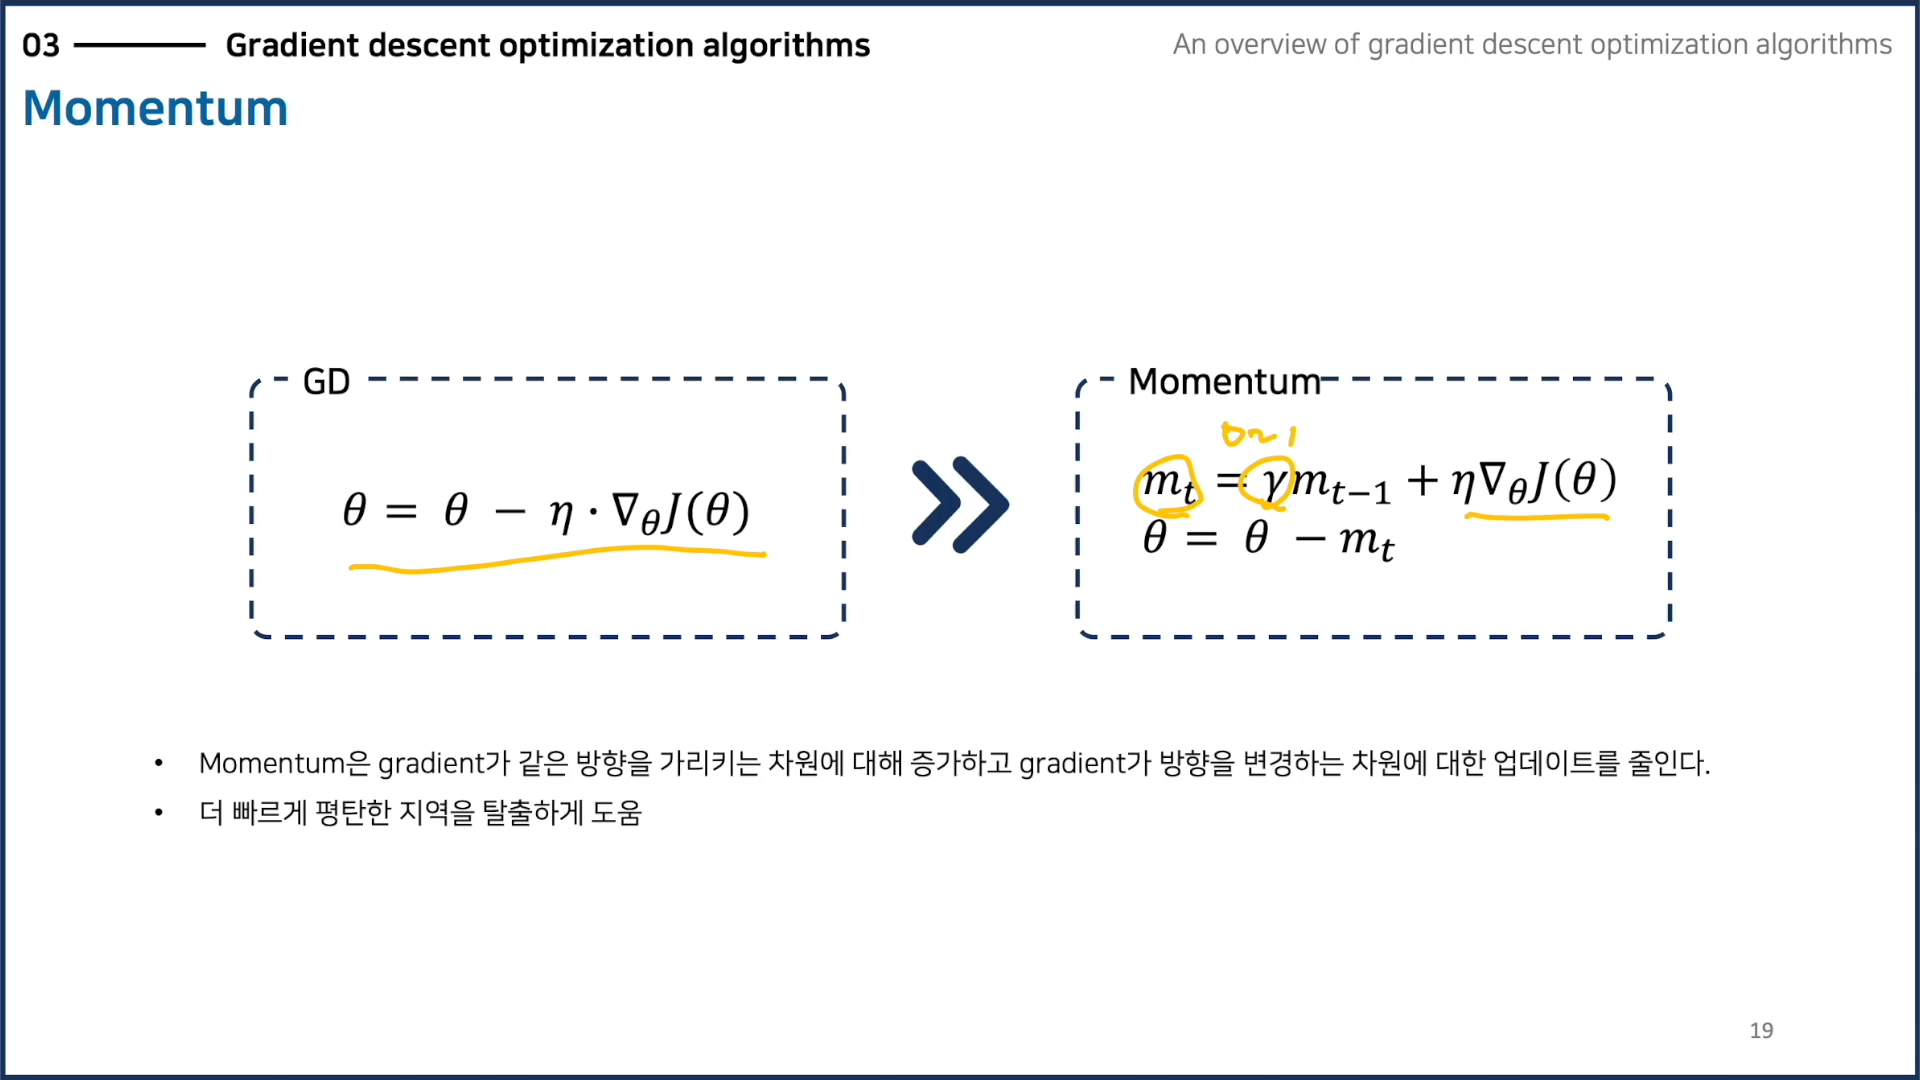 03 Gradient descent optimization algorithms
An overview of gradient descent optimization algorithms
Momentum
GD
θ = θ − η · ∇θJ(θ)
Momentum
0~1
mt = γmt−1 + η∇θJ(θ)
θ = θ − mt
• Momentum은 gradient가 같은 방향을 가리키는 차원에 대해 증가하고 gradient가 방향을 변경하는 차원에 대한 업데이트를 줄인다.
• 더 빠르게 평탄한 지역을 탈출하게 도움
19